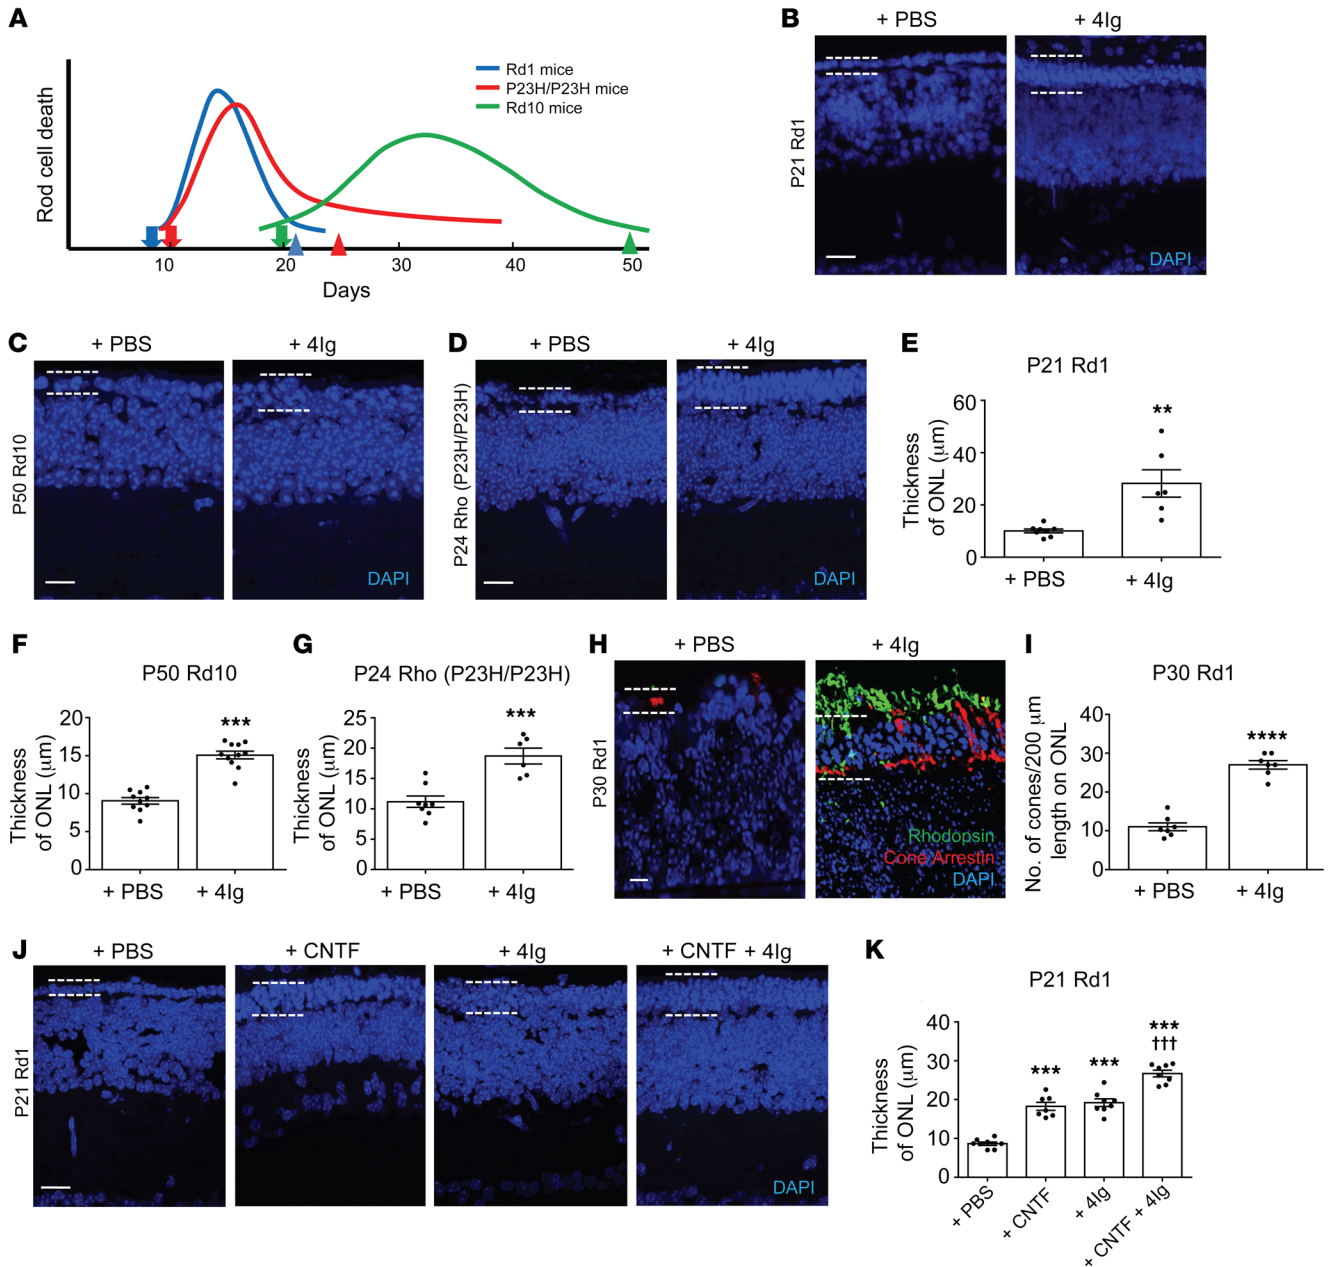 A
Rod cell death
Rd1 mice
P23H/P23H mice
Rd10 mice
10
20
30
40
50
Days
B
+ PBS
+ 4Ig
P21 Rd1
DAPI
C
+ PBS
+ 4Ig
P50 Rd10
DAPI
D
+ PBS
+ 4Ig
P24 Rho (P23H/P23H)
DAPI
E
P21 Rd1
Thickness
of ONL (µm)
60
40
20
0
**
+ PBS
+ 4Ig
F
P50 Rd10
Thickness
of ONL (µm)
20
15
10
5
0
***
+ PBS
+ 4Ig
G
P24 Rho (P23H/P23H)
Thickness
of ONL (µm)
25
20
15
10
5
0
***
+ PBS
+ 4Ig
H
+ PBS
+ 4Ig
P30 Rd1
Rhodopsin
Cone Arrestin
DAPI
I
P30 Rd1
No. of cones/200 µm
length on ONL
40
30
20
10
0
****
+ PBS
+ 4Ig
J
+ PBS
+ CNTF
+ 4Ig
+ CNTF + 4Ig
P21 Rd1
DAPI
K
P21 Rd1
Thickness
of ONL (µm)
40
30
20
10
0
***
***
***
†††
+ PBS
+ CNTF
+ 4Ig
+ CNTF + 4Ig